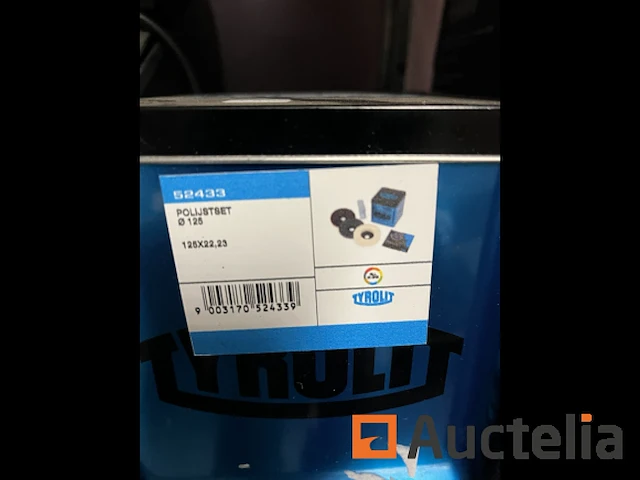 52433
POLIJSTSET
Ø 125
125X22,23
9 003170 524339
TYROLIT
TYROLIT
Auctelia